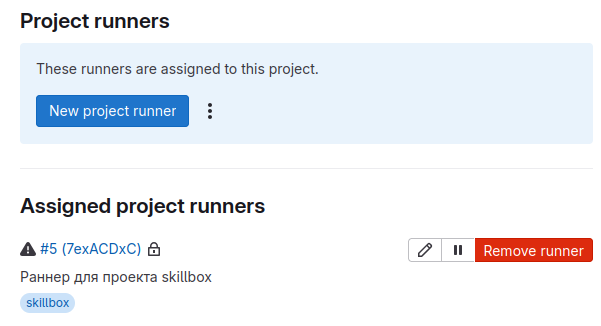 Project runners
These runners are assigned to this project.
New project runner
Assigned project runners
#5 (7exACDxC)
Remove runner
Раннер для проекта skillbox
skillbox